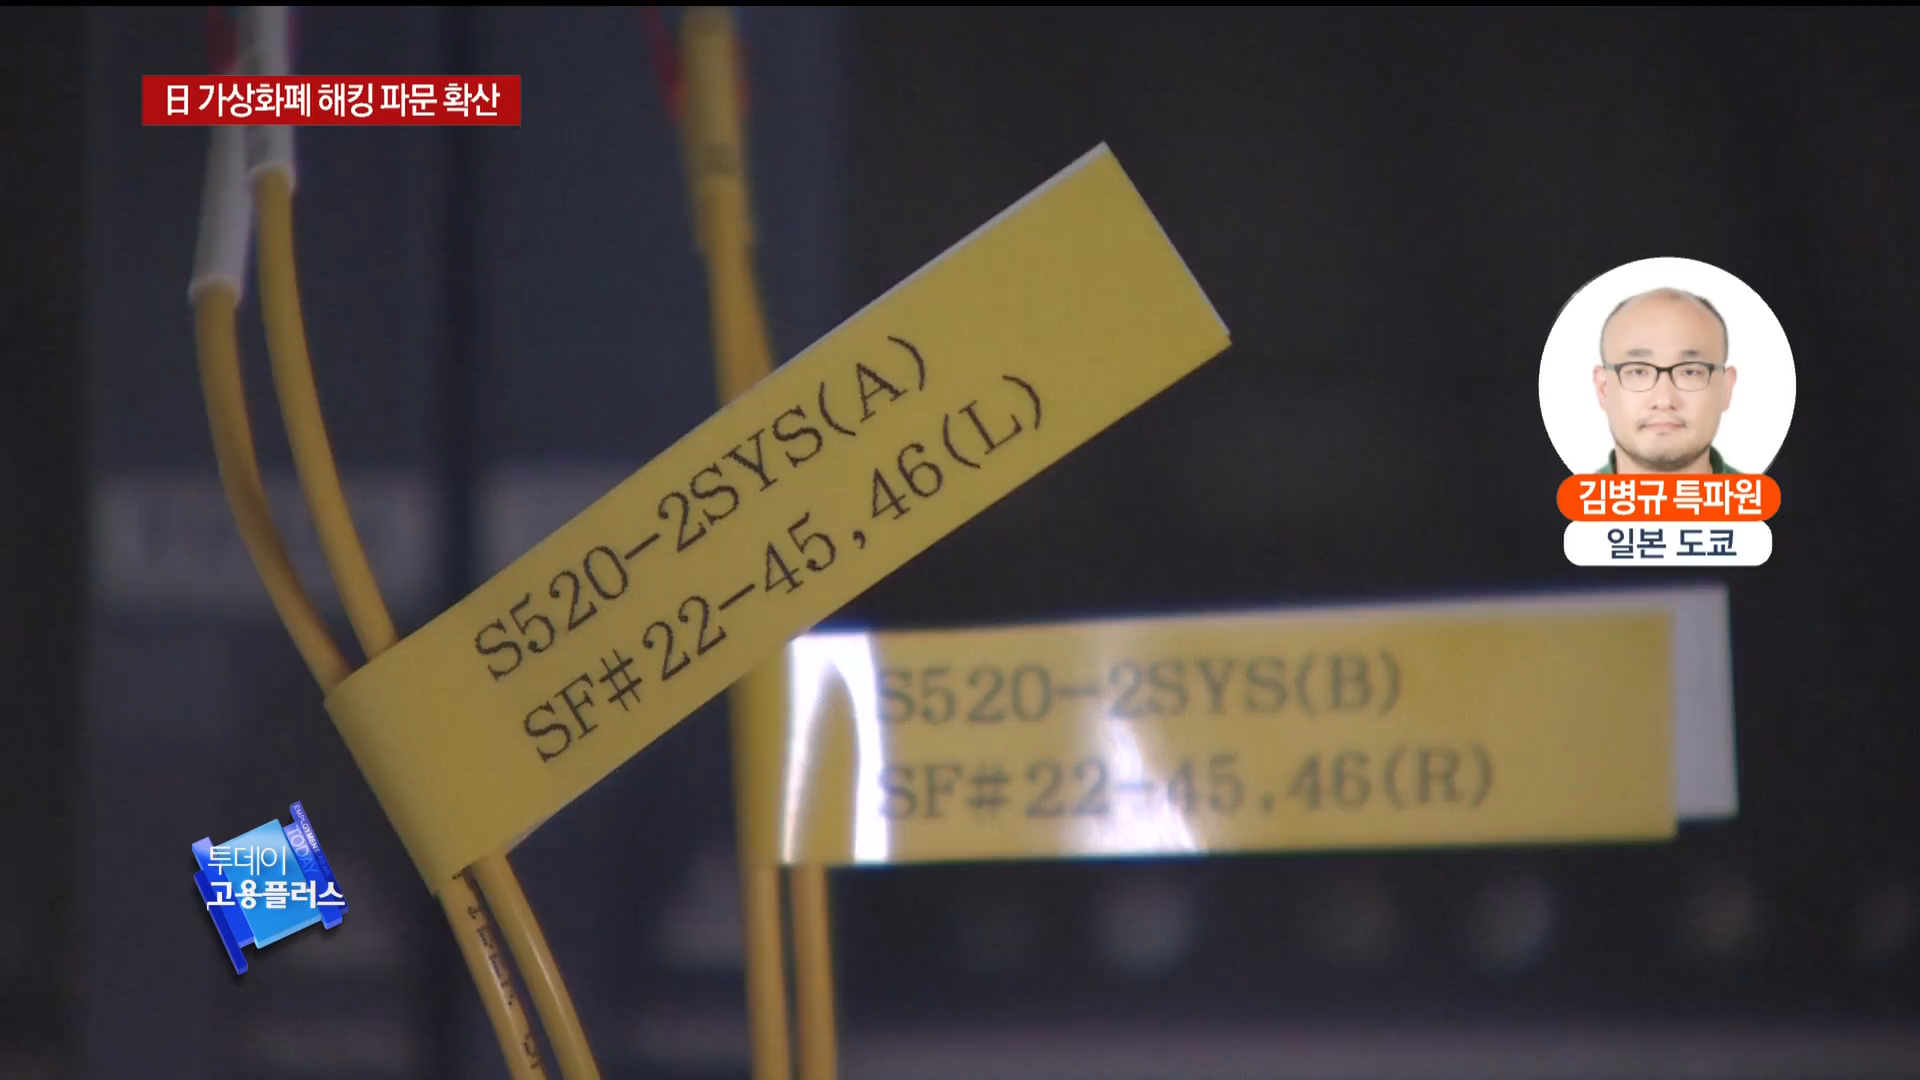 日 가상화폐 해킹 파문 확산
S520-2SYS(A)
SF#22-45,46(L)
김병규 특파원
일본 도쿄
S520-2SYS(B)
SF#22-45,46(R)
EMPLOYMENT
TODAY
투데이
고용플러스